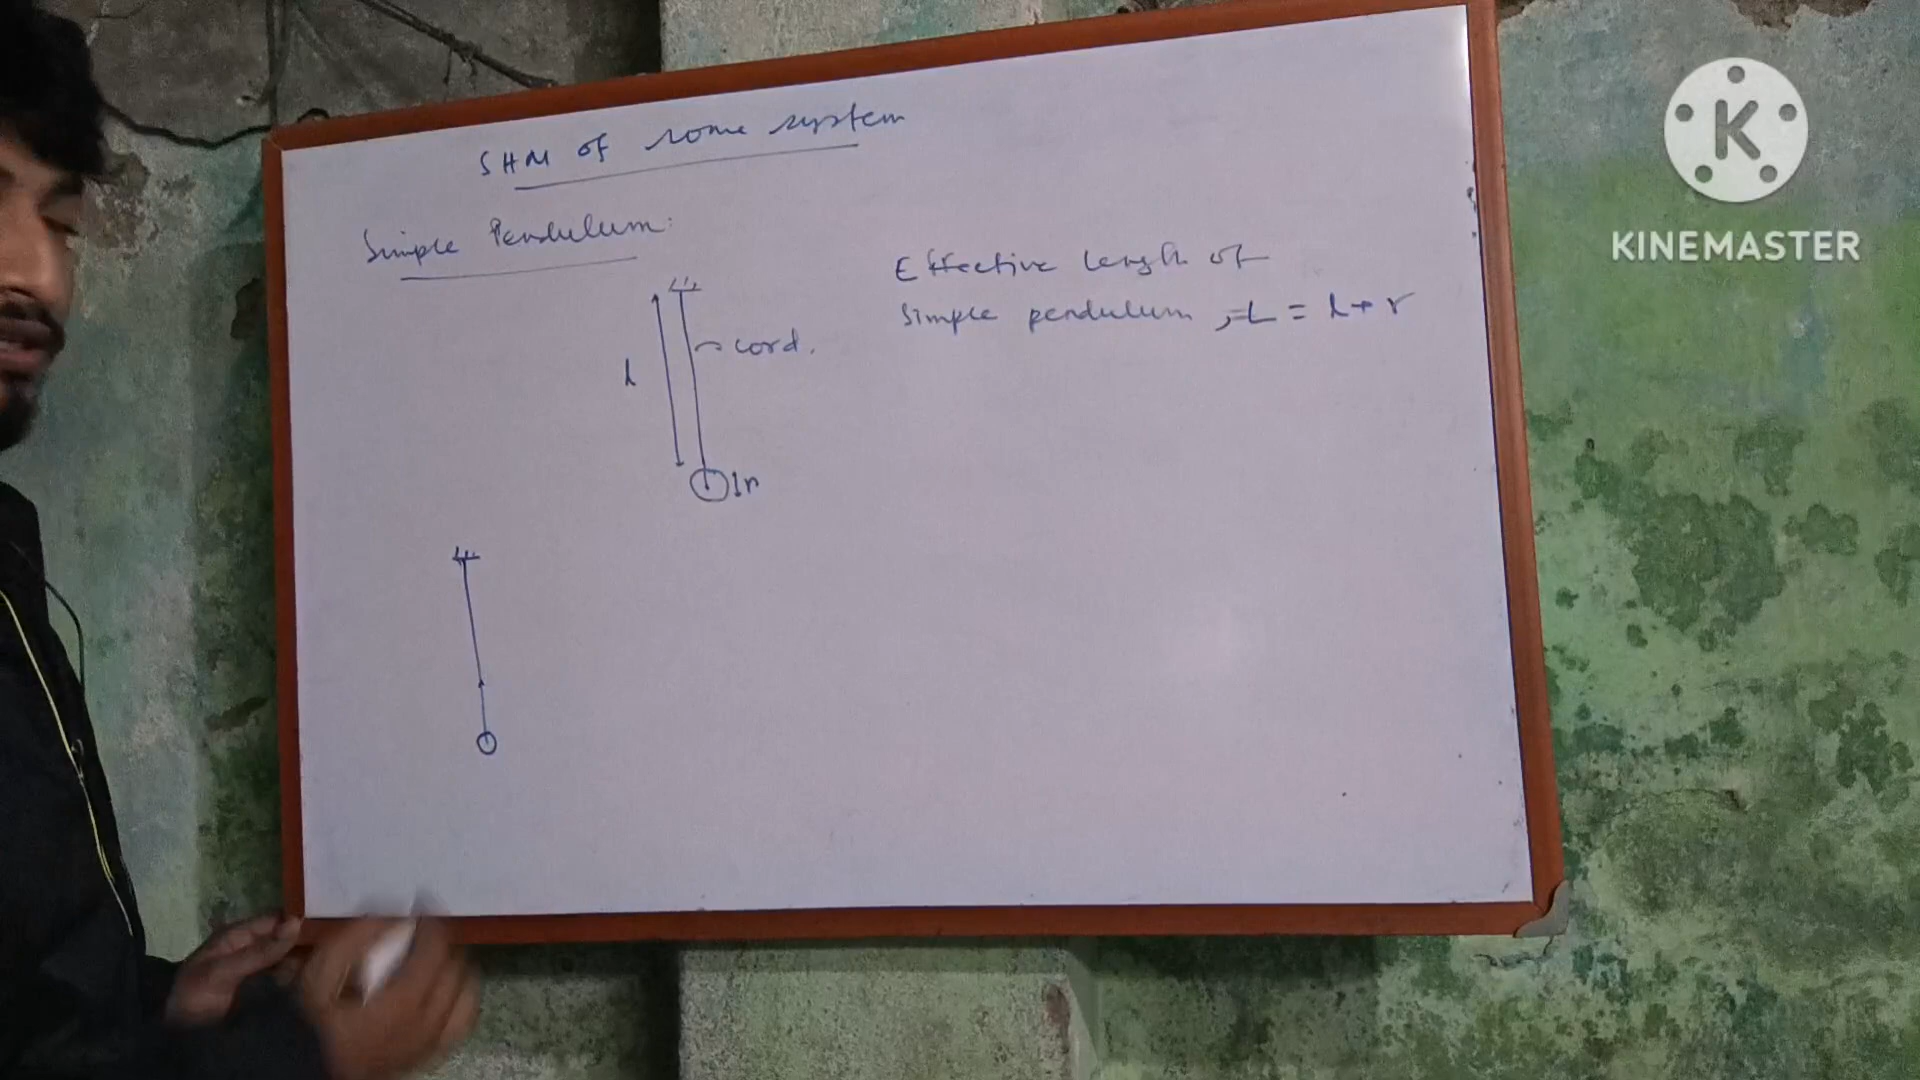 SHM of some system
Simple Pendulum:
Effective length of
simple pendulum, = L = l + r
cord.
l
r
K
KINEMASTER